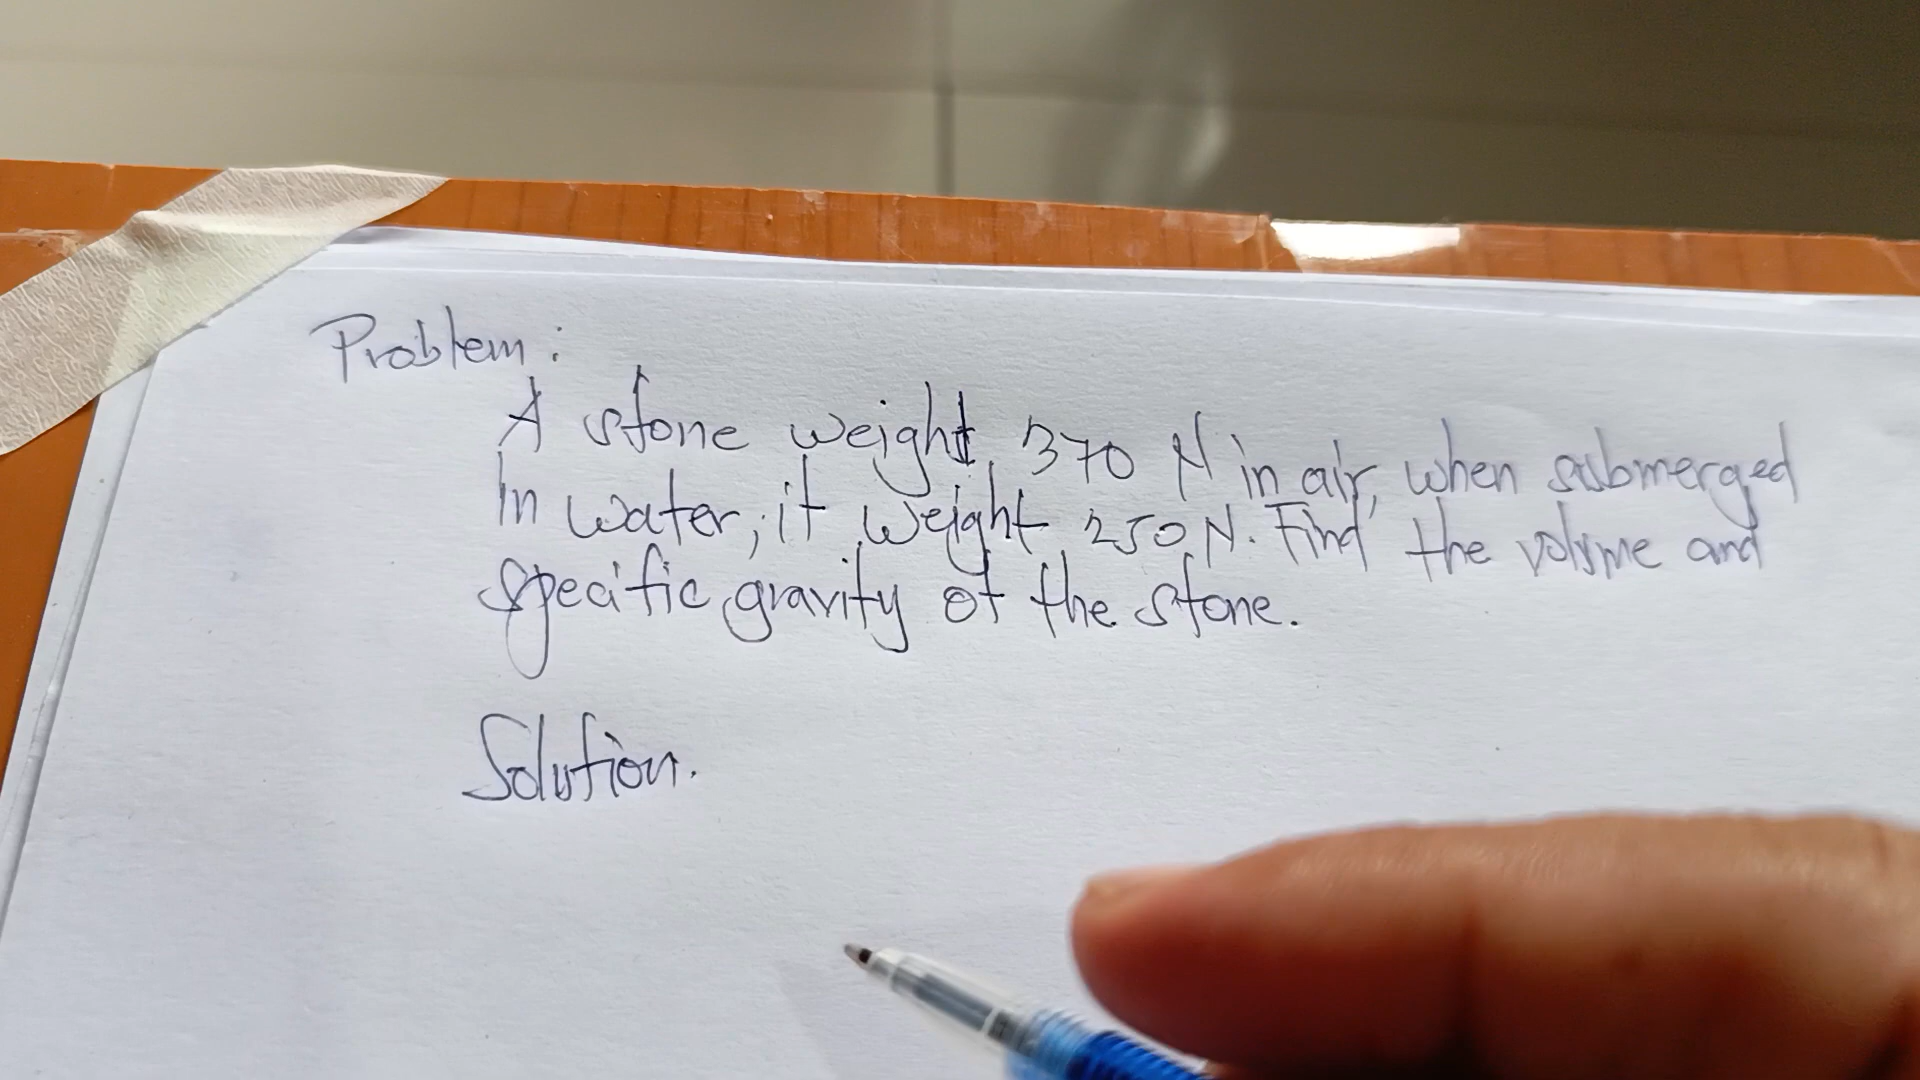 Problem:
A stone weight 370 N in air, when submerged
in water, it weight 250 N. Find the volume and
specific gravity of the stone.
Solution.